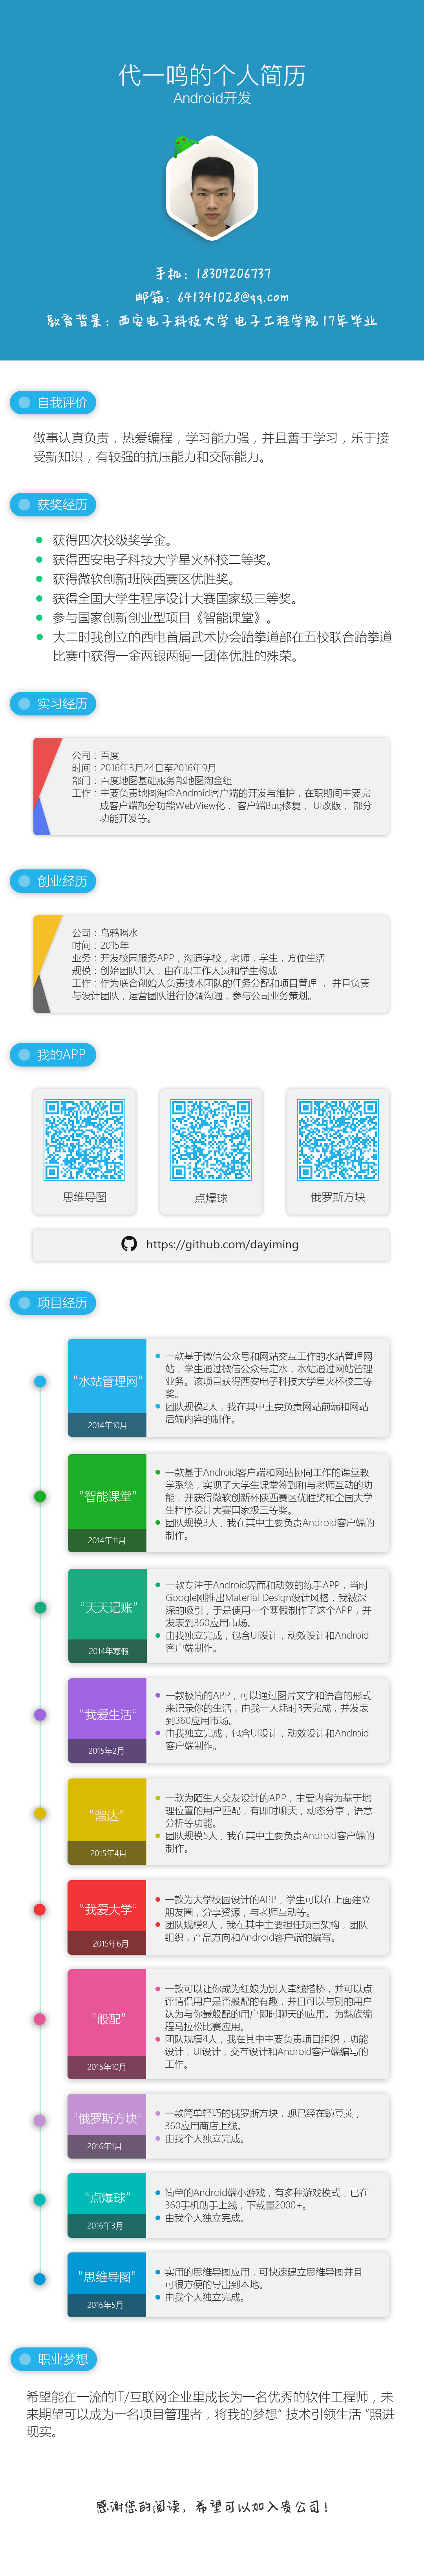 代一鸣的个人简历
Android开发
手机：18309206737
邮箱：641341028@qq.com
教育背景：西安电子科技大学 电子工程学院 17年毕业
自我评价
做事认真负责，热爱编程，学习能力强，并且善于学习，乐于接
受新知识，有较强的抗压能力和交际能力。
获奖经历
获得四次校级奖学金。
获得西安电子科技大学星火杯校二等奖。
获得微软创新班陕西赛区优胜奖。
获得全国大学生程序设计大赛国家级三等奖。
参与国家创新创业型项目《智能课堂》。
大二时我创立的西电首届武术协会跆拳道部在五校联合跆拳道
比赛中获得一金两银两铜一团体优胜的殊荣。
实习经历
公司：百度
时间：2016年3月24日至2016年9月
部门：百度地图基础服务部地图淘金组
工作：主要负责地图淘金Android客户端的开发与维护，在职期间主要完
成客户端部分功能WebView化， 客户端Bug修复， UI改版， 部分
功能开发等。
创业经历
公司：乌鸦喝水
时间：2015年
业务：开发校园服务APP，沟通学校，老师，学生，方便生活
规模：创始团队11人，由在职工作人员和学生构成
工作：作为联合创始人负责技术团队的任务分配和项目管理 ， 并且负责
与设计团队，运营团队进行协调沟通，参与公司业务策划。
我的APP
思维导图
点爆球
俄罗斯方块
https://github.com/dayiming
项目经历
"水站管理网"
2014年10月
一款基于微信公众号和网站交互工作的水站管理网
站，学生通过微信公众号定水，水站通过网站管理
业务。该项目获得西安电子科技大学星火杯校二等
奖。
团队规模2人，我在其中主要负责网站前端和网站
后端内容的制作。
"智能课堂"
2014年11月
一款基于Android客户端和网站协同工作的课堂教
学系统，实现了大学生课堂签到和与老师互动的功
能，并获得微软创新杯陕西赛区优胜奖和全国大学
生程序设计大赛国家级三等奖。
团队规模3人，我在其中主要负责Android客户端的
制作。
"天天记账"
2014年寒假
一款专注于Android界面和动效的练手APP，当时
Google刚推出Material Design设计风格，我被深
深的吸引，于是使用一个寒假制作了这个APP，并
发表到360应用市场。
由我独立完成，包含UI设计，动效设计和Android
客户端制作。
"我爱生活"
2015年2月
一款极简的APP，可以通过图片文字和语音的形式
来记录你的生活，由我一人耗时3天完成，并发表
到360应用市场。
由我独立完成，包含UI设计，动效设计和Android
客户端制作。
"溜达"
2015年4月
一款为陌生人交友设计的APP，主要内容为基于地
理位置的用户匹配，有即时聊天，动态分享，语意
分析等功能。
团队规模5人，我在其中主要负责Android客户端的
制作。
"我爱大学"
2015年6月
一款为大学校园设计的APP，学生可以在上面建立
朋友圈，分享资源，与老师互动等。
团队规模8人，我在其中主要担任项目架构，团队
组织，产品方向和Android客户端的编写。
"般配"
2015年10月
一款可以让你成为红娘为别人牵线搭桥，并可以点
评情侣用户是否般配的有趣，并且可以与别的用户
认为与你最般配的用户即时聊天的应用。为魅族编
程马拉松比赛应用。
团队规模4人，我在其中主要负责项目组织，功能
设计，UI设计，交互设计和Android客户端编写的
工作。
"俄罗斯方块"
2016年1月
一款简单轻巧的俄罗斯方块，现已经在豌豆荚，
360应用商店上线。
由我个人独立完成。
"点爆球"
2016年3月
简单的Android端小游戏，有多种游戏模式，已在
360手机助手上线，下载量2000+。
由我个人独立完成。
"思维导图"
2016年5月
实用的思维导图应用，可快速建立思维导图并且
可很方便的导出到本地。
由我个人独立完成。
职业梦想
希望能在一流的IT/互联网企业里成长为一名优秀的软件工程师，未
来期望可以成为一名项目管理者，将我的梦想“ 技术引领生活 ”照进
现实。
感谢您的阅读，希望可以加入贵公司！